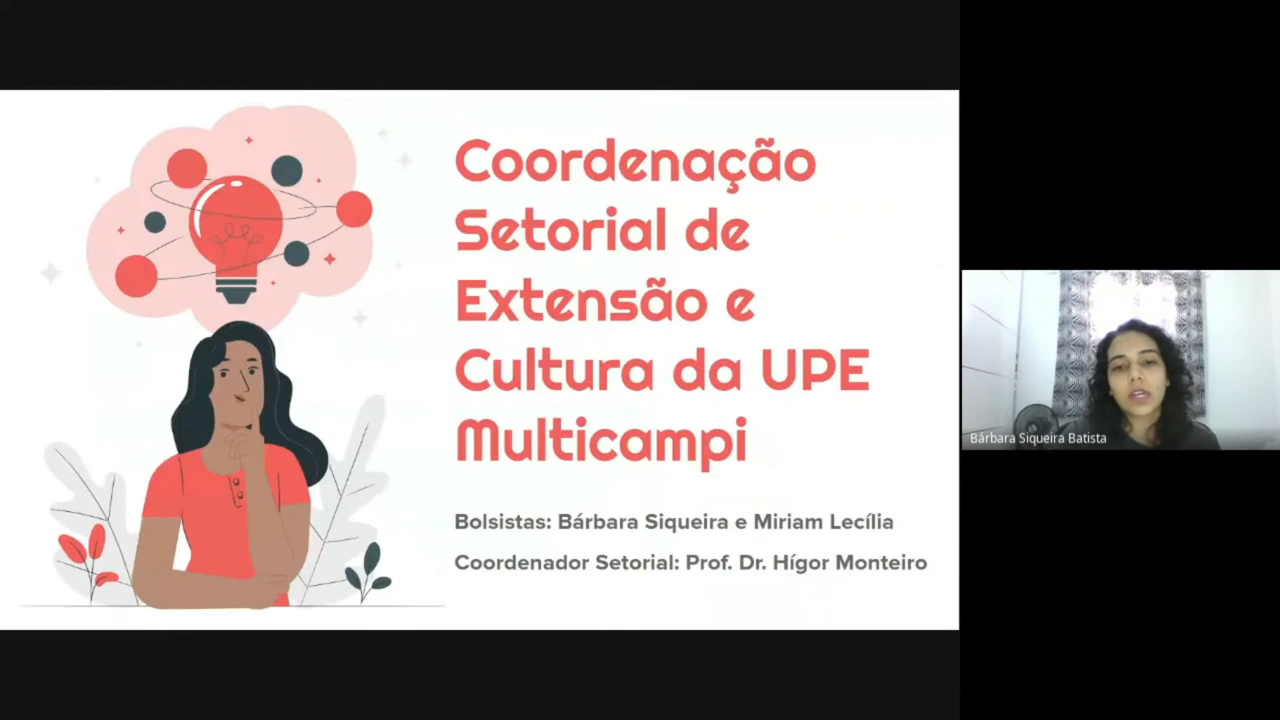 Coordenação
Setorial de
Extensão e
Cultura da UPE
Multicampi
Bolsistas: Bárbara Siqueira e Miriam Lecília
Coordenador Setorial: Prof. Dr. Hígor Monteiro
Bárbara Siqueira Batista